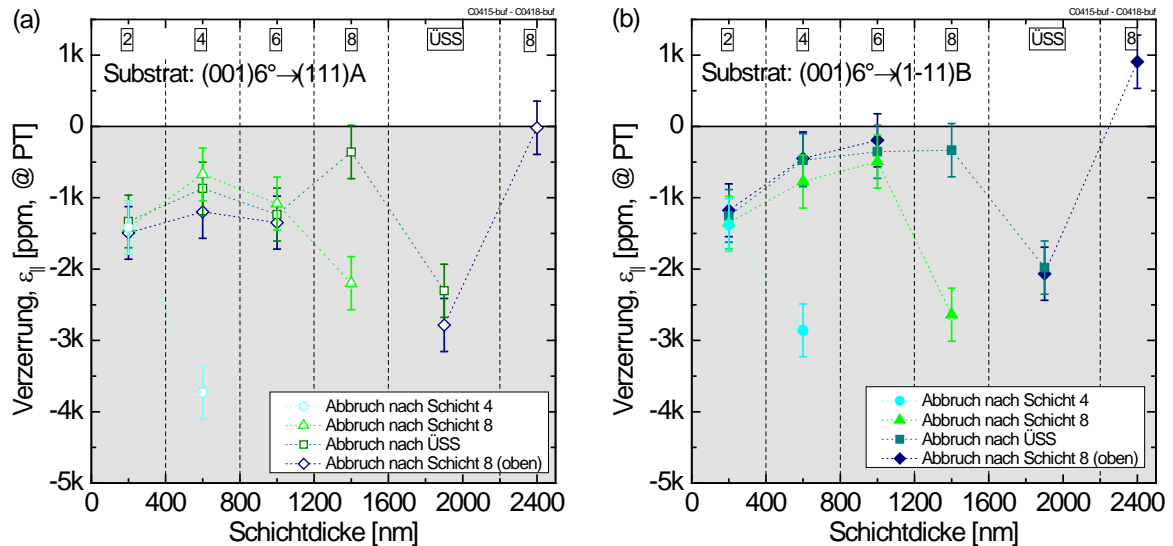 (a)
C0415-buf - C0418-buf
2 4 6 8 ÜSS 8
Substrat: (001)6°→(111)A
Verzerrung, ε|| [ppm, @ PT]
1k
0
-1k
-2k
-3k
-4k
-5k
Abbruch nach Schicht 4
Abbruch nach Schicht 8
Abbruch nach ÜSS
Abbruch nach Schicht 8 (oben)
0 400 800 1200 1600 2000 2400
Schichtdicke [nm]
(b)
C0415-buf - C0418-buf
2 4 6 8 ÜSS 8
Substrat: (001)6°→(1-11)B
Verzerrung, ε|| [ppm, @ PT]
1k
0
-1k
-2k
-3k
-4k
-5k
Abbruch nach Schicht 4
Abbruch nach Schicht 8
Abbruch nach ÜSS
Abbruch nach Schicht 8 (oben)
0 400 800 1200 1600 2000 2400
Schichtdicke [nm]